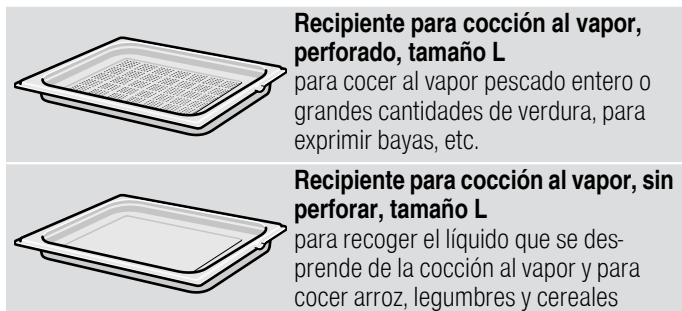 Recipiente para cocción al vapor,
perforado, tamaño L
para cocer al vapor pescado entero o
grandes cantidades de verdura, para
exprimir bayas, etc.
Recipiente para cocción al vapor, sin
perforar, tamaño L
para recoger el líquido que se des-
prende de la cocción al vapor y para
cocer arroz, legumbres y cereales